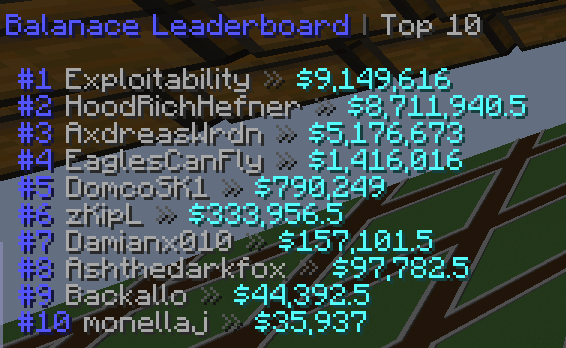 Balanace Leaderboard | Top 10
#1 Exploitability » $9,149,616
#2 HoodRichHefner » $8,711,940.5
#3 AxdreasWrdn » $5,176,673
#4 EaglesCanFly » $1,416,016
#5 DomcoSK1 » $790,249
#6 zKipL » $333,956.5
#7 Damianx010 » $157,101.5
#8 Ashthedarkfox » $97,782.5
#9 Backallo » $44,392.5
#10 monellaj » $35,937